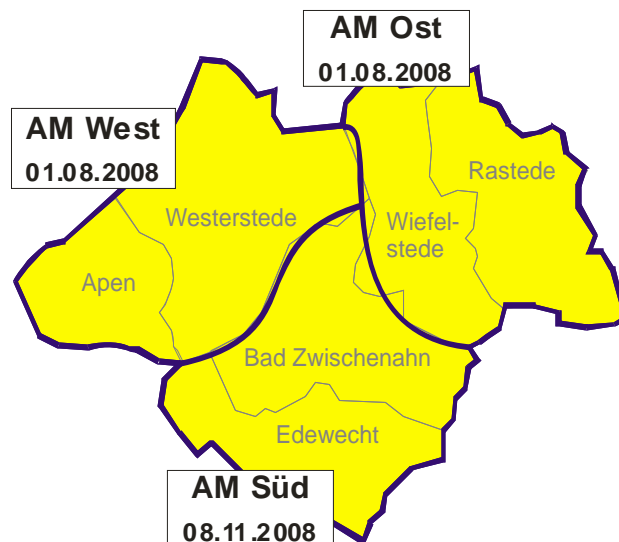 AM Ost
01.08.2008
AM West
01.08.2008
Rastede
Westerstede
Wiefel-
stede
Apen
Bad Zwischenahn
Edewecht
AM Süd
08.11.2008